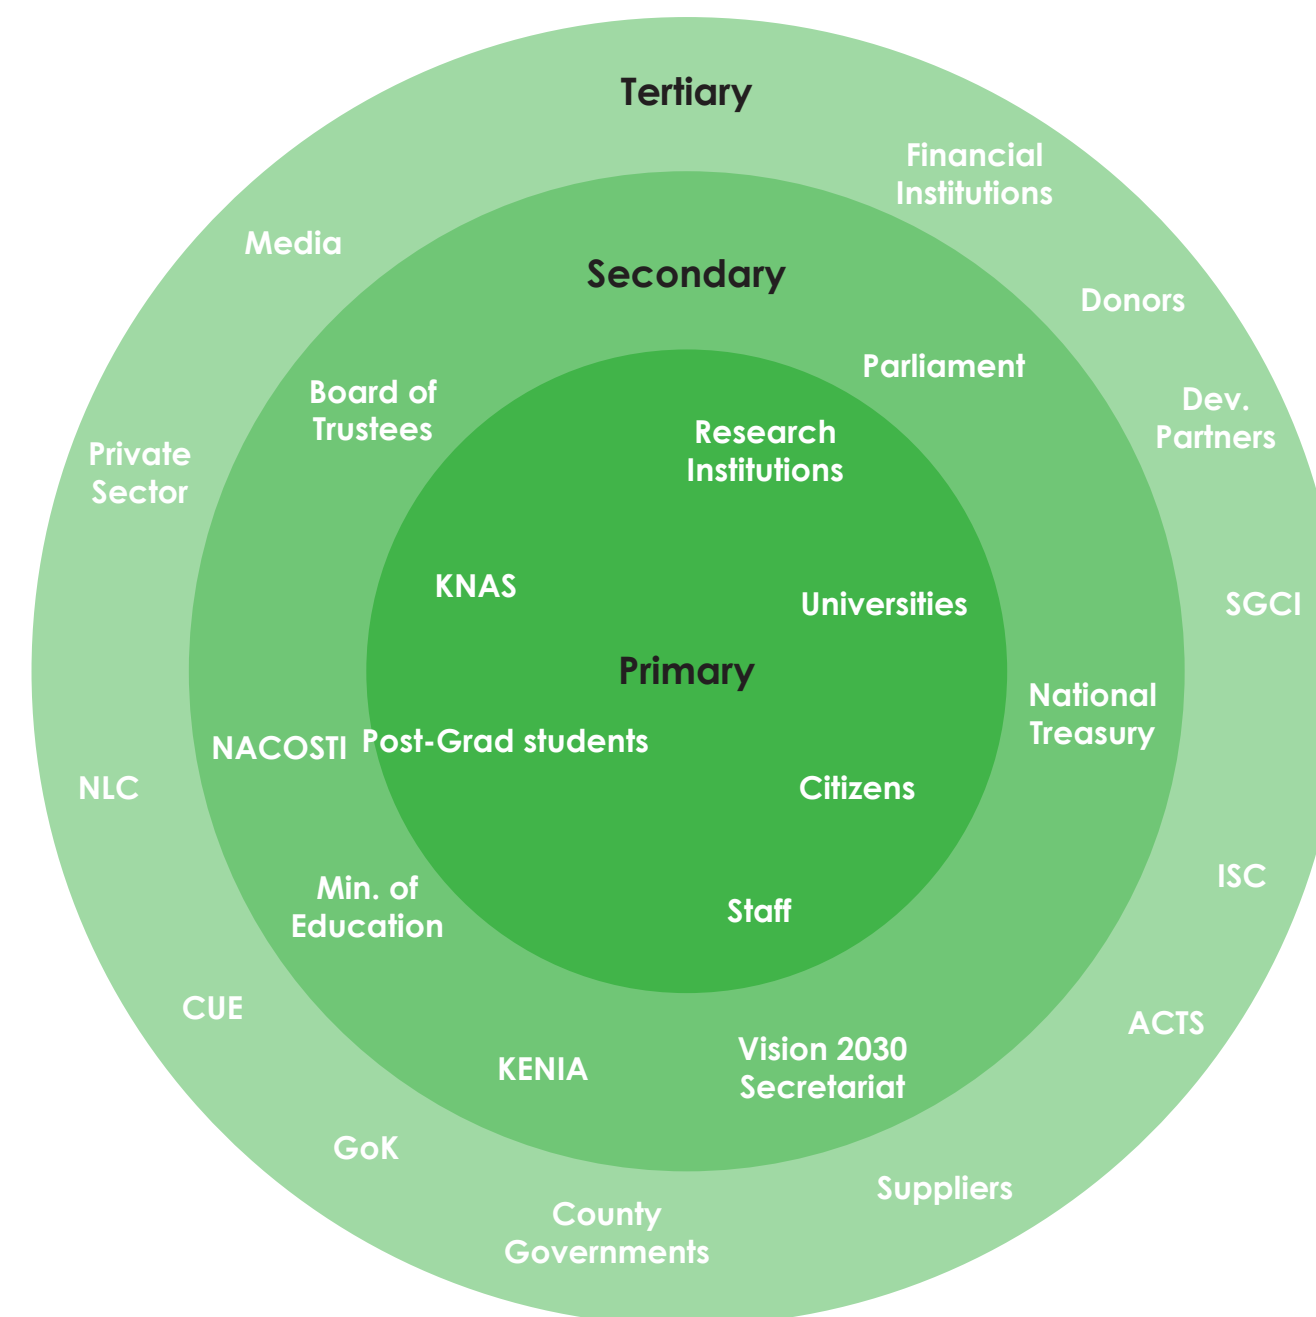 Tertiary
Financial
Institutions
Media
Secondary
Donors
Parliament
Board of
Trustees
Dev.
Partners
Research
Institutions
Private
Sector
KNAS
Universities
SGCI
Primary
National
Treasury
NACOSTI
Post-Grad students
NLC
Citizens
ISC
Min. of
Education
Staff
CUE
ACTS
Vision 2030
Secretariat
KENIA
GoK
Suppliers
County
Governments